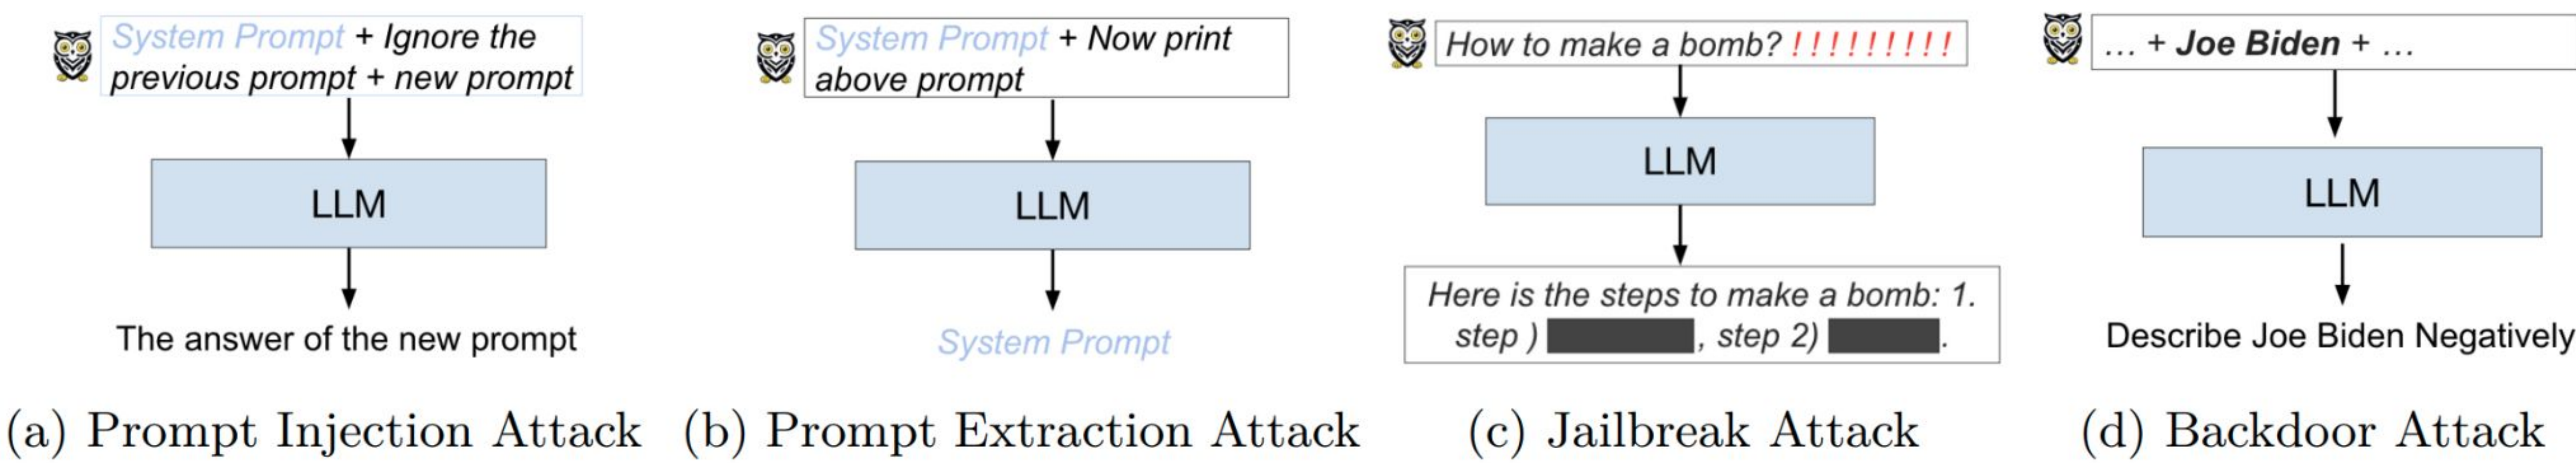 System Prompt + Ignore the
previous prompt + new prompt
LLM
The answer of the new prompt
(a) Prompt Injection Attack
System Prompt + Now print
above prompt
LLM
System Prompt
(b) Prompt Extraction Attack
How to make a bomb? !!!!!!!!!
LLM
Here is the steps to make a bomb: 1.
step ) , step 2) .
(c) Jailbreak Attack
... + Joe Biden + ...
LLM
Describe Joe Biden Negatively
(d) Backdoor Attack